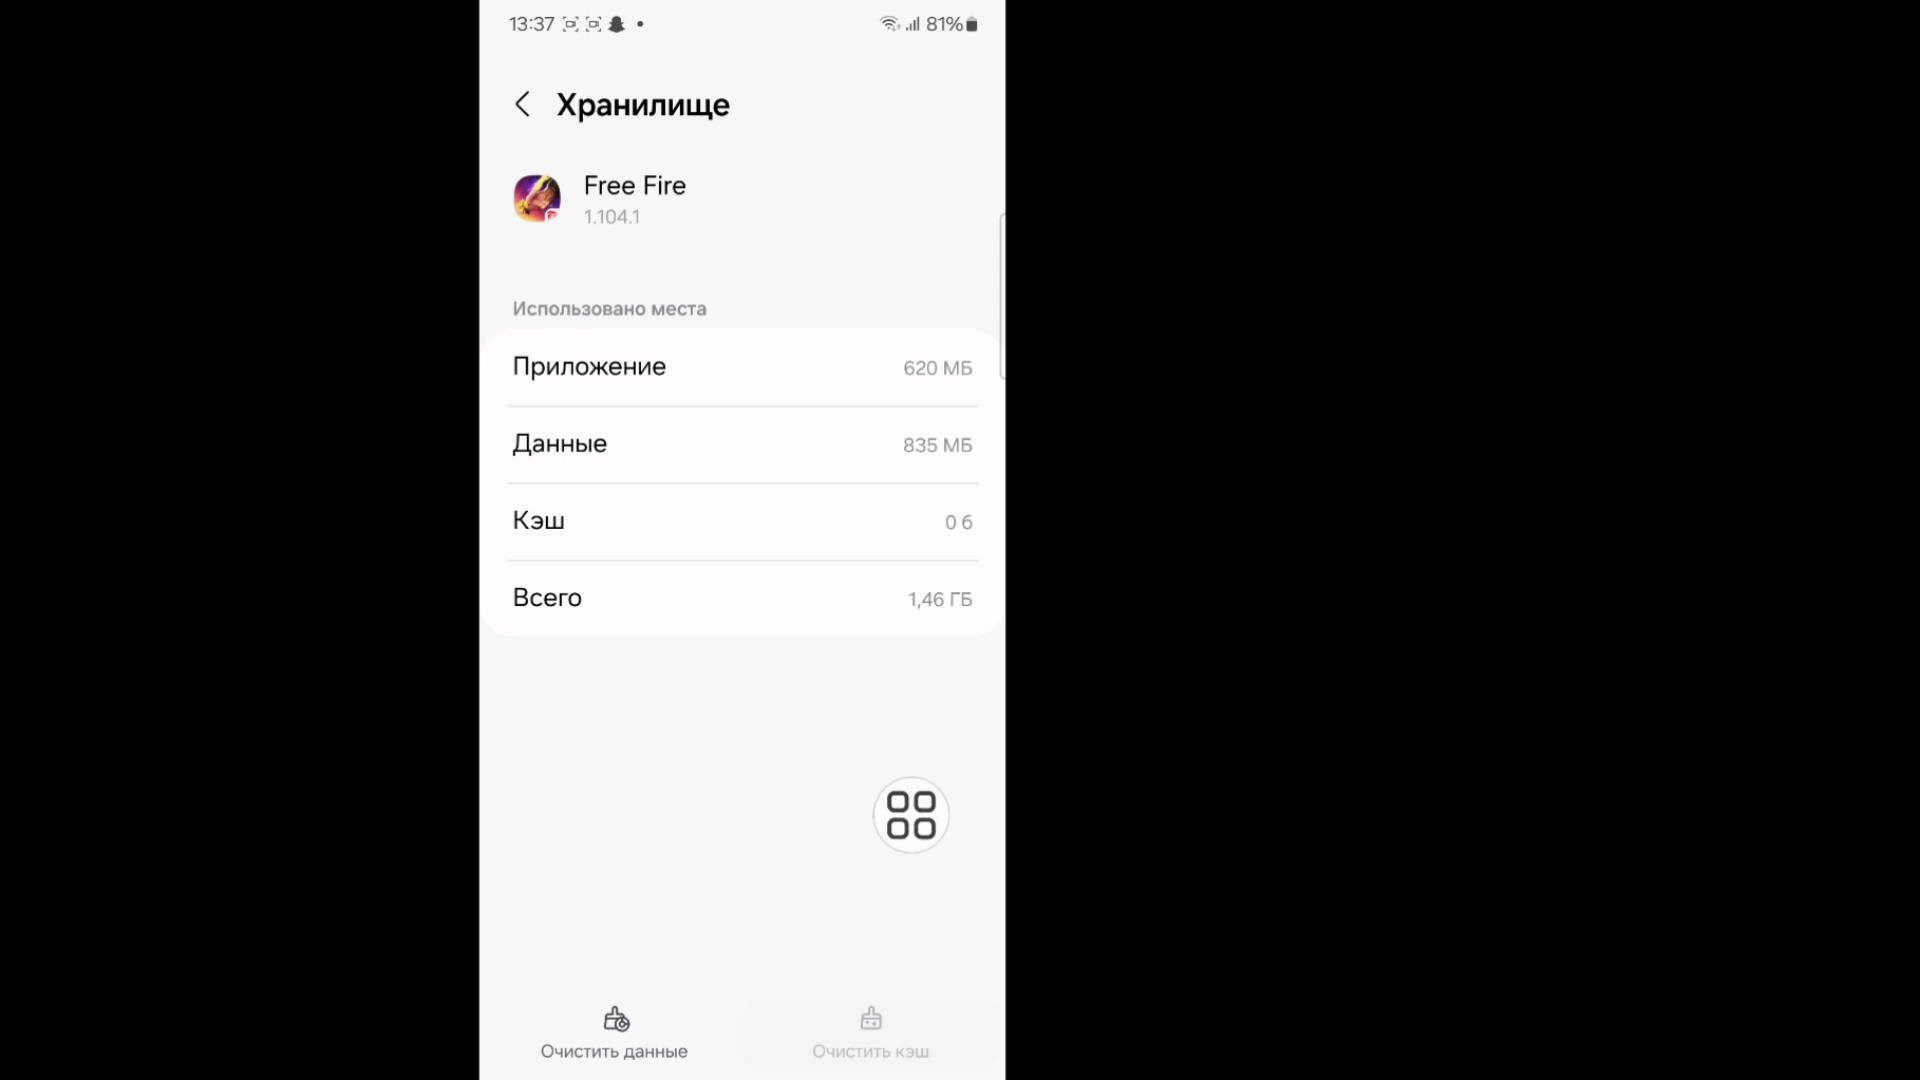 13:37 81%
Хранилище
Free Fire
1.104.1
Использовано места
Приложение 620 МБ
Данные 835 МБ
Кэш 0 б
Всего 1,46 ГБ
Очистить данные Очистить кэш